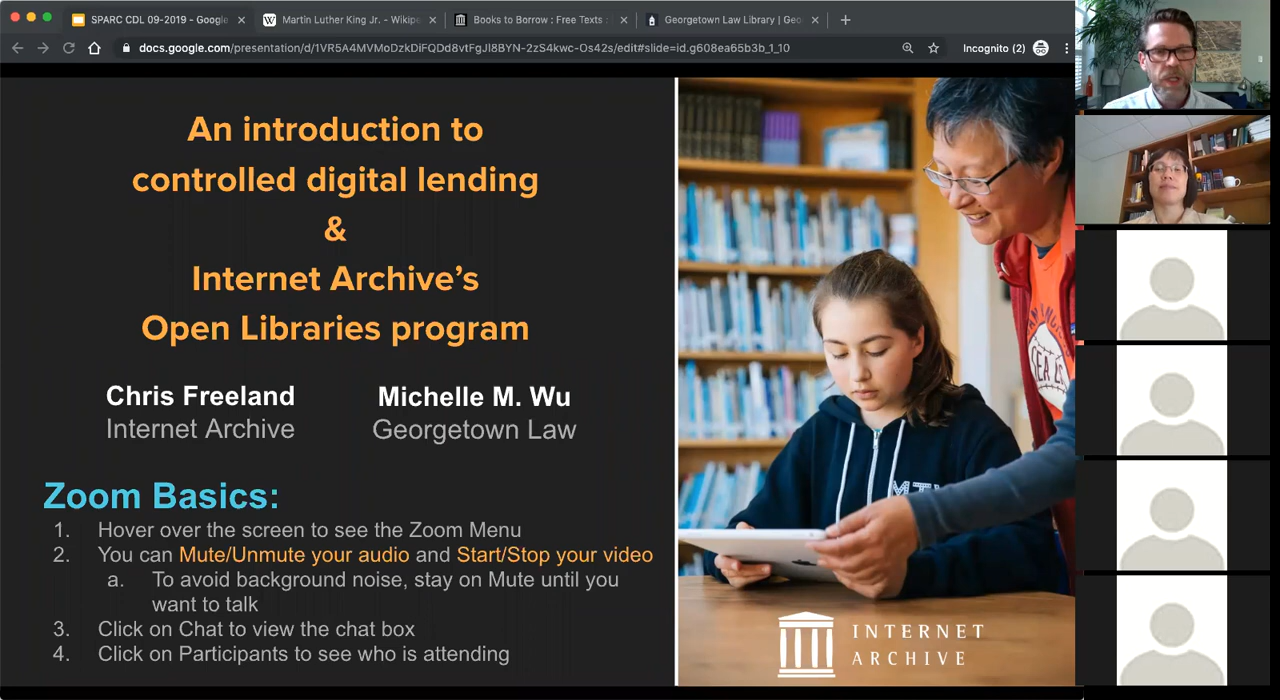 SPARC CDL 09-2019 - Google
Martin Luther King Jr. - Wikipe
Books to Borrow : Free Texts :
Georgetown Law Library | Geo
docs.google.com/presentation/d/1VR5A4MVMoDzkDiFQDd8vtFgJl8BYN-2zS4kwc-Os42s/edit#slide=id.g608ea65b3b_1_10
Incognito (2)
An introduction to
controlled digital lending
&
Internet Archive’s
Open Libraries program
Chris Freeland
Internet Archive
Michelle M. Wu
Georgetown Law
Zoom Basics:
1. Hover over the screen to see the Zoom Menu
2. You can Mute/Unmute your audio and Start/Stop your video
a. To avoid background noise, stay on Mute until you
want to talk
3. Click on Chat to view the chat box
4. Click on Participants to see who is attending
INTERNET
ARCHIVE